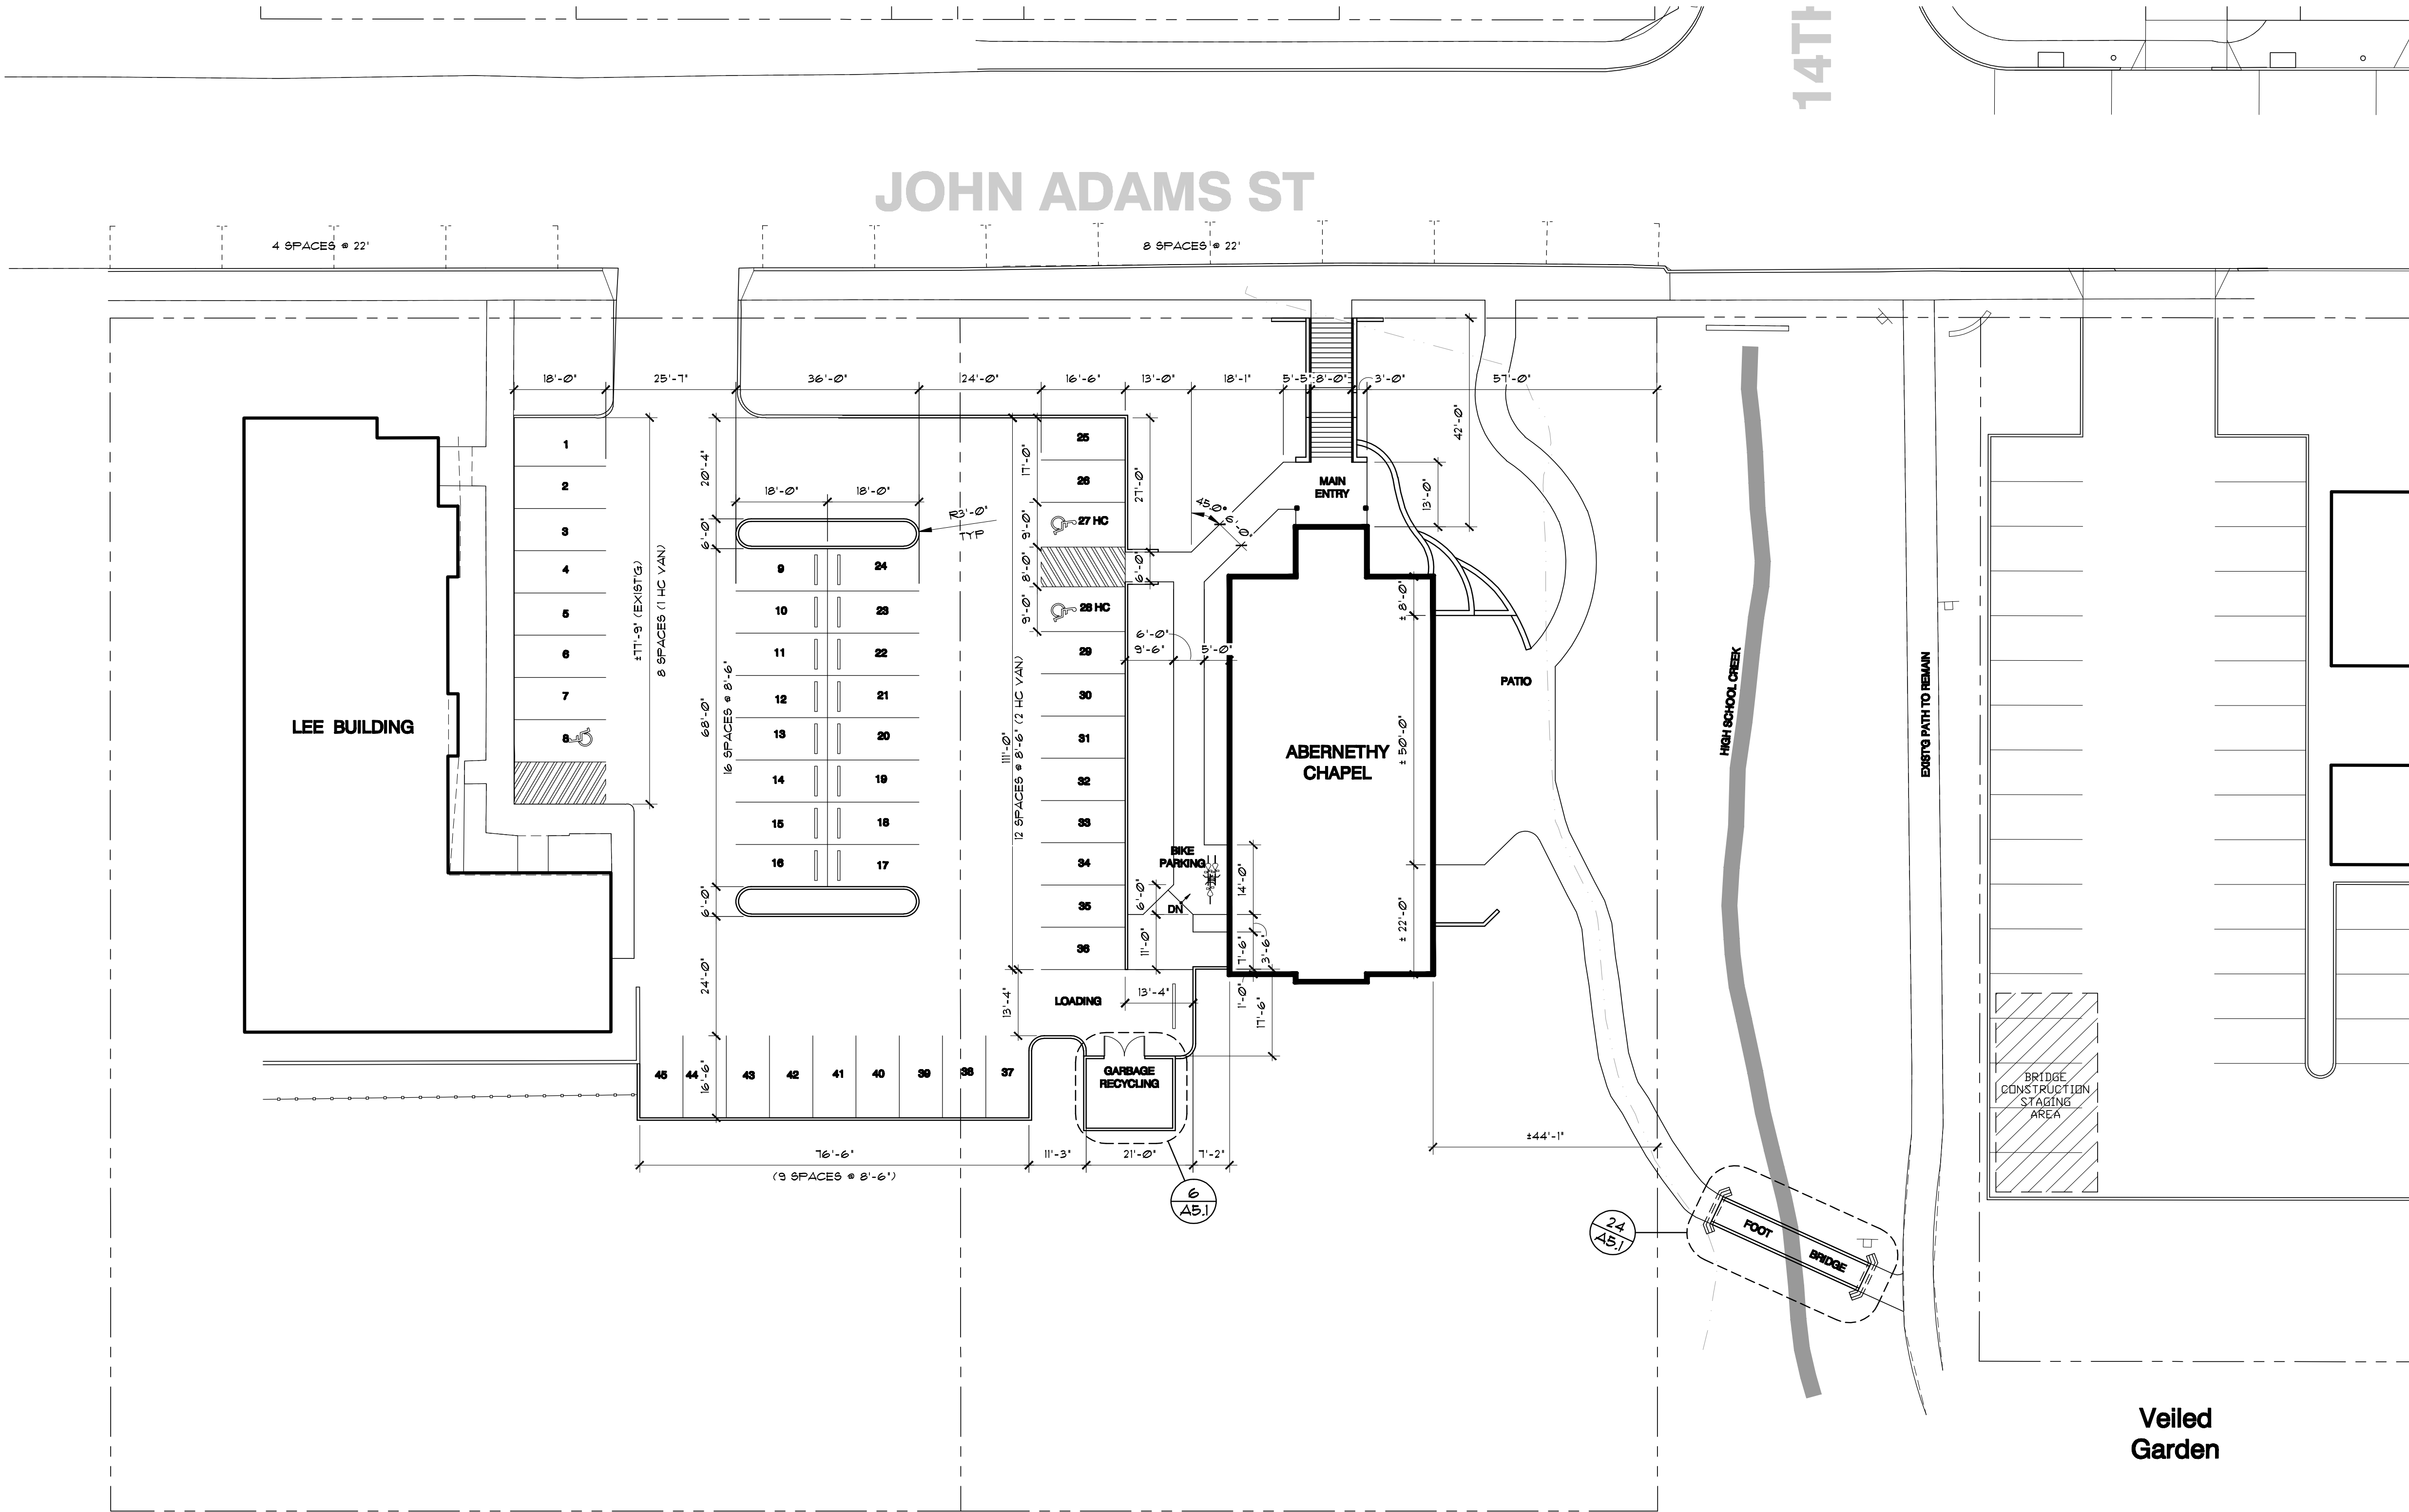 14TH
JOHN ADAMS ST
4 SPACES @ 22'
8 SPACES @ 22'
18'-0"
25'-7"
36'-0"
24'-0"
16'-6"
13'-0"
18'-1"
5'-5"
8'-0"
3'-0"
57'-0"
42'-0"
13'-0"
1
2
3
4
5
6
7
8
±77'-9" (EXIST'G)
8 SPACES (1 HC VAN)
20'-4"
6'-0"
68'-0"
16 SPACES @ 8'-6"
6'-0"
24'-0"
16'-6"
18'-0"
18'-0"
R3'-0"
TYP
9
10
11
12
13
14
15
16
24
23
22
21
20
19
18
17
17'-0"
9'-0"
8'-0"
9'-0"
111'-0"
12 SPACES @ 8'-6" (2 HC VAN)
13'-4"
25
26
27 HC
28 HC
29
30
31
32
33
34
35
36
27'-0"
6'-0"
45.0°
6'-0"
MAIN
ENTRY
6'-0"
9'-6"
5'-0"
± 8'-0"
± 50'-0"
± 22'-0"
LEE BUILDING
ABERNETHY
CHAPEL
PATIO
HIGH SCHOOL CREEK
EXIST'G PATH TO REMAIN
BIKE
PARKING
DN
6'-0"
11'-0"
14'-0"
7'-6"
3'-6"
1'-0"
17'-6"
LOADING
13'-4"
GARBAGE
RECYCLING
45
44
43
42
41
40
39
38
37
76'-6"
(9 SPACES @ 8'-6")
11'-3"
21'-0"
7'-2"
±44'-1"
6
A5.1
24
A5.1
FOOT
BRIDGE
BRIDGE
CONSTRUCTION
STAGING
AREA
Veiled
Garden